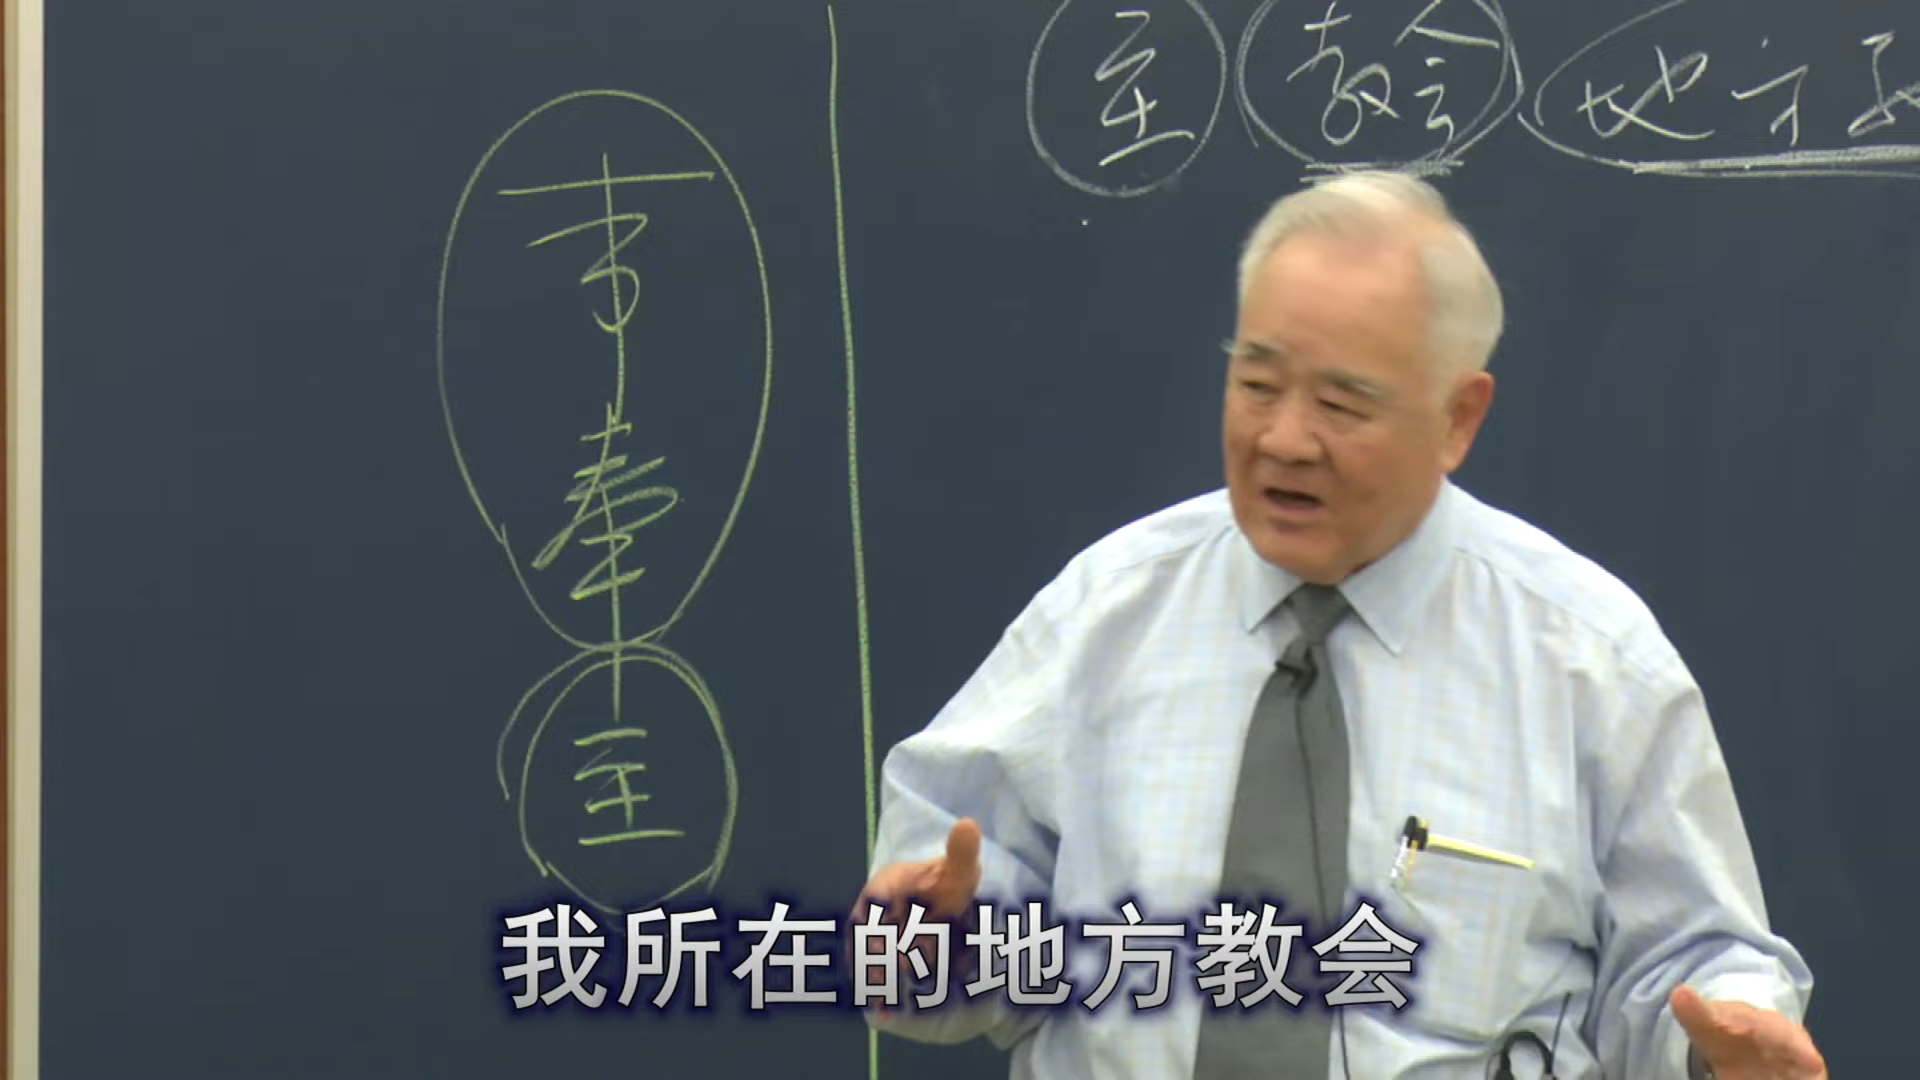 主 教会 地方
事奉
主
我所在的地方教会